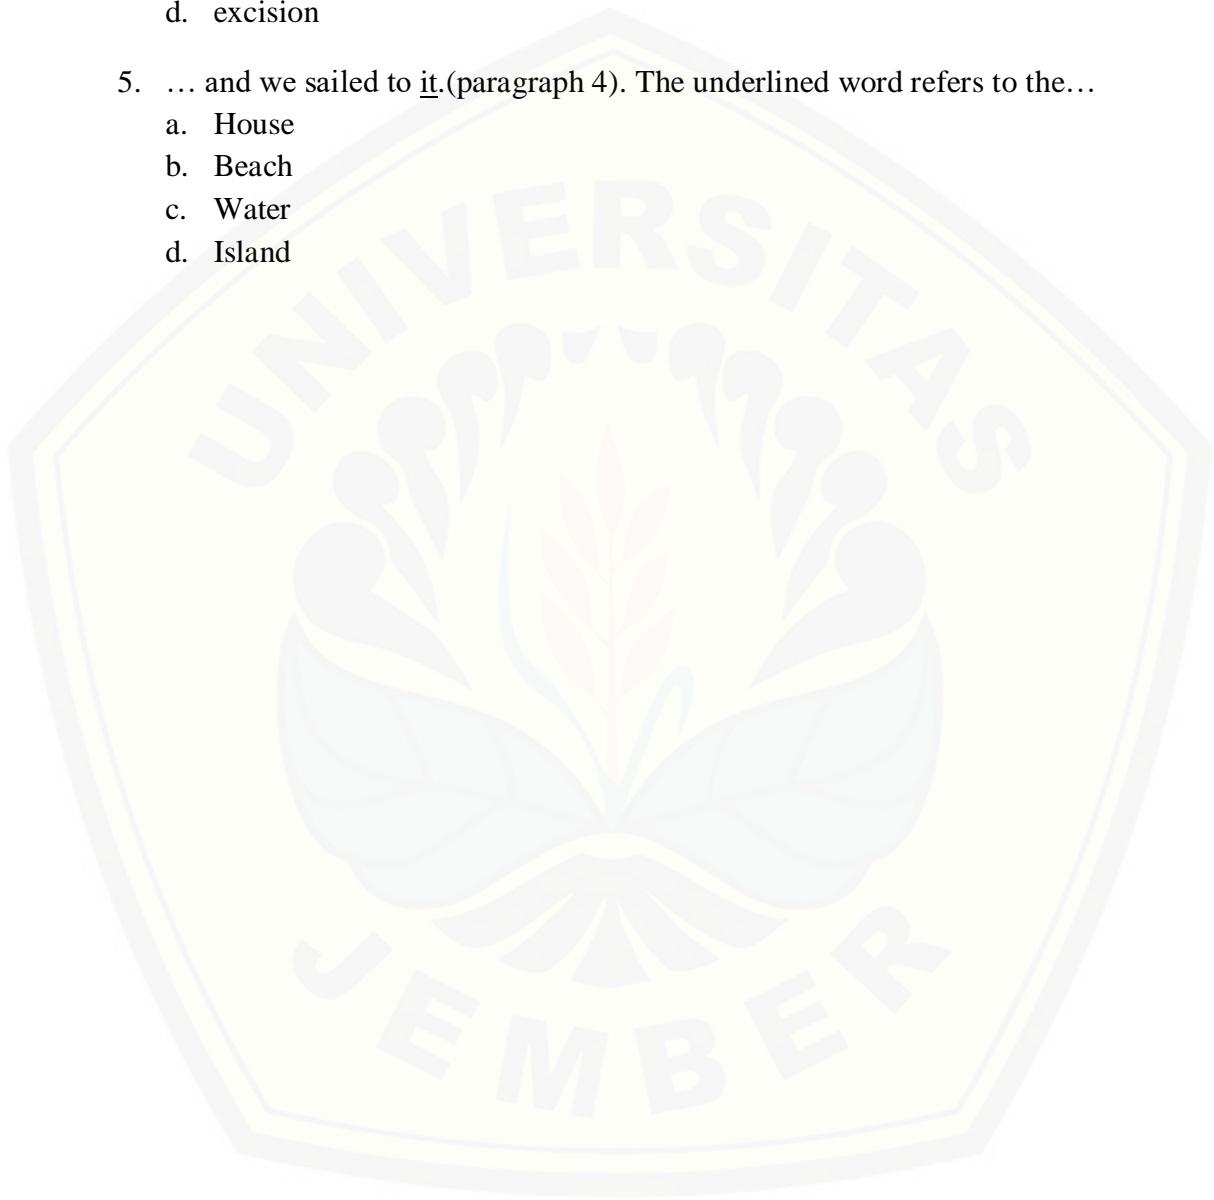 d. excision
5. … and we sailed to it.(paragraph 4). The underlined word refers to the…
a. House
b. Beach
c. Water
d. Island
UNIVERSITAS
JEMBER